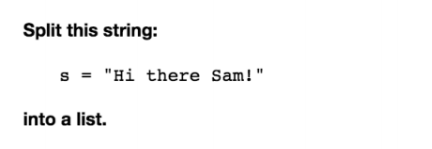 Split this string:
s = "Hi there Sam!"
into a list.